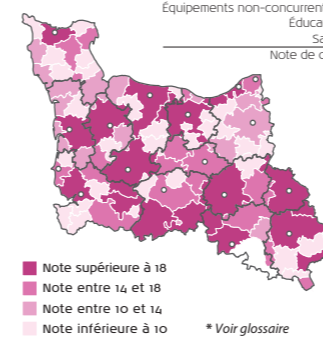 Équipements non-concurrent
Éduca
Sa
Note de c
Note supérieure à 18
Note entre 14 et 18
Note entre 10 et 14
Note inférieure à 10
* Voir glossaire